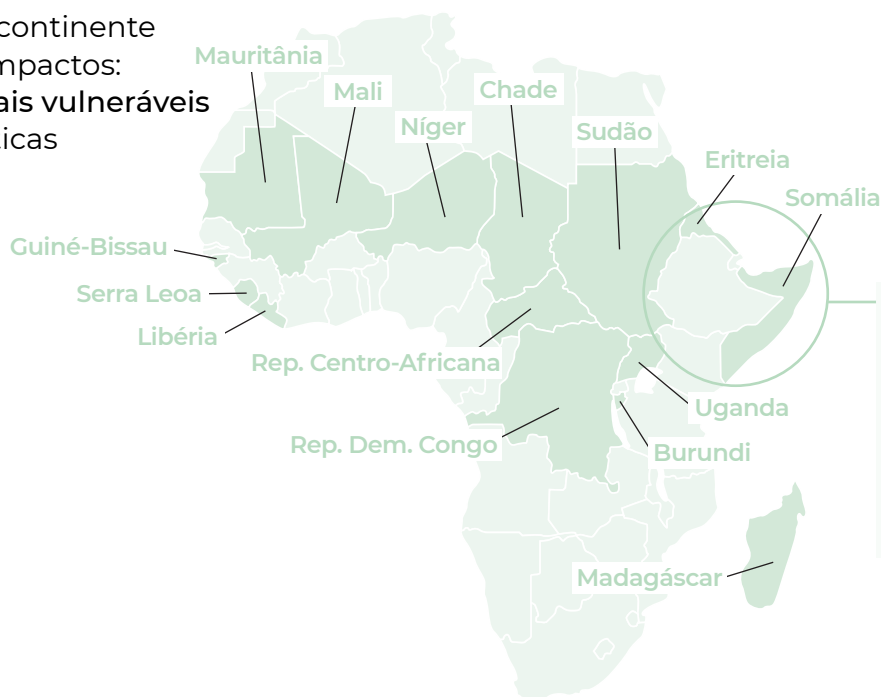 continente
mpactos:
ais vulneráveis
ticas
Mauritânia
Mali
Chade
Níger
Sudão
Eritreia
Somália
Guiné-Bissau
Serra Leoa
Libéria
Rep. Centro-Africana
Uganda
Rep. Dem. Congo
Burundi
Madagáscar